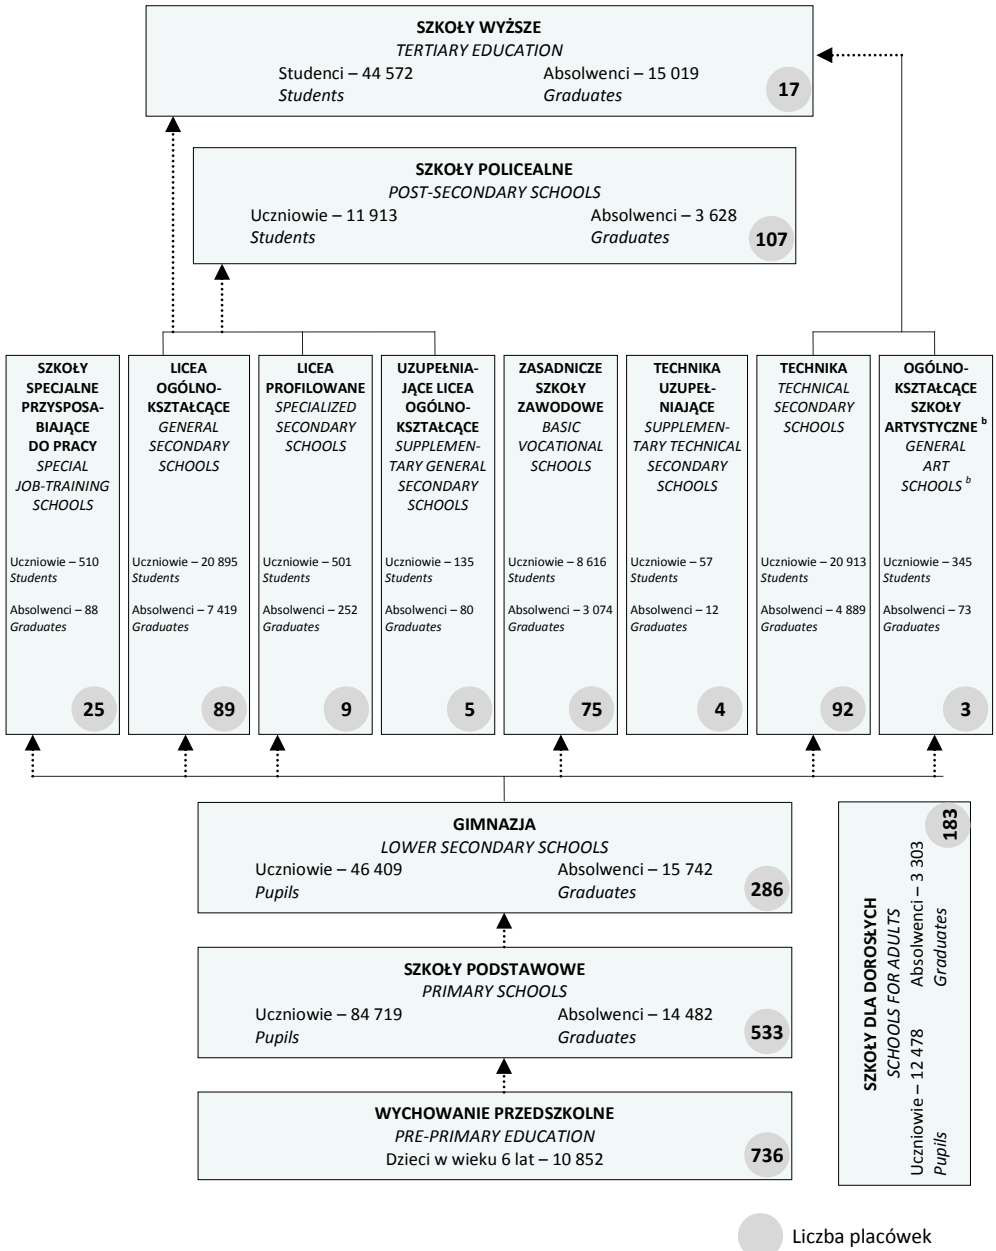 SZKOŁY WYŻSZE
TERTIARY EDUCATION
Studenci – 44 572 Absolwenci – 15 019
Students Graduates
17
SZKOŁY POLICEALNE
POST-SECONDARY SCHOOLS
Uczniowie – 11 913 Absolwenci – 3 628
Students Graduates
107
SZKOŁY
SPECJALNE
PRZYSPOSA-
BIAJĄCE
DO PRACY
SPECIAL
JOB-TRAINING
SCHOOLS
Uczniowie – 510
Students
Absolwenci – 88
Graduates
25
LICEA
OGÓLNO-
KSZTAŁCĄCE
GENERAL
SECONDARY
SCHOOLS
Uczniowie – 20 895
Students
Absolwenci – 7 419
Graduates
89
LICEA
PROFILOWANE
SPECIALIZED
SECONDARY
SCHOOLS
Uczniowie – 501
Students
Absolwenci – 252
Graduates
9
UZUPEŁNIA-
JĄCE LICEA
OGÓLNO-
KSZTAŁCĄCE
SUPPLEMEN-
TARY GENERAL
SECONDARY
SCHOOLS
Uczniowie – 135
Students
Absolwenci – 80
Graduates
5
ZASADNICZE
SZKOŁY
ZAWODOWE
BASIC
VOCATIONAL
SCHOOLS
Uczniowie – 8 616
Students
Absolwenci – 3 074
Graduates
75
TECHNIKA
UZUPEŁ-
NIAJĄCE
SUPPLEMEN-
TARY TECHNICAL
SECONDARY
SCHOOLS
Uczniowie – 57
Students
Absolwenci – 12
Graduates
4
TECHNIKA
TECHNICAL
SECONDARY
SCHOOLS
Uczniowie – 20 913
Students
Absolwenci – 4 889
Graduates
92
OGÓLNO-
KSZTAŁCĄCE
SZKOŁY
ARTYSTYCZNE b
GENERAL
ART
SCHOOLS b
Uczniowie – 345
Students
Absolwenci – 73
Graduates
3
GIMNAZJA
LOWER SECONDARY SCHOOLS
Uczniowie – 46 409 Absolwenci – 15 742
Pupils Graduates
286
SZKOŁY PODSTAWOWE
PRIMARY SCHOOLS
Uczniowie – 84 719 Absolwenci – 14 482
Pupils Graduates
533
WYCHOWANIE PRZEDSZKOLNE
PRE-PRIMARY EDUCATION
Dzieci w wieku 6 lat – 10 852
736
SZKOŁY DLA DOROSŁYCH
SCHOOLS FOR ADULTS
Uczniowie – 12 478 Absolwenci – 3 303
Pupils Graduates
183
Liczba placówek